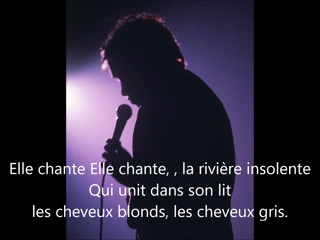 Elle chante Elle chante, , la rivière insolente
Qui unit dans son lit
les cheveux blonds, les cheveux gris.